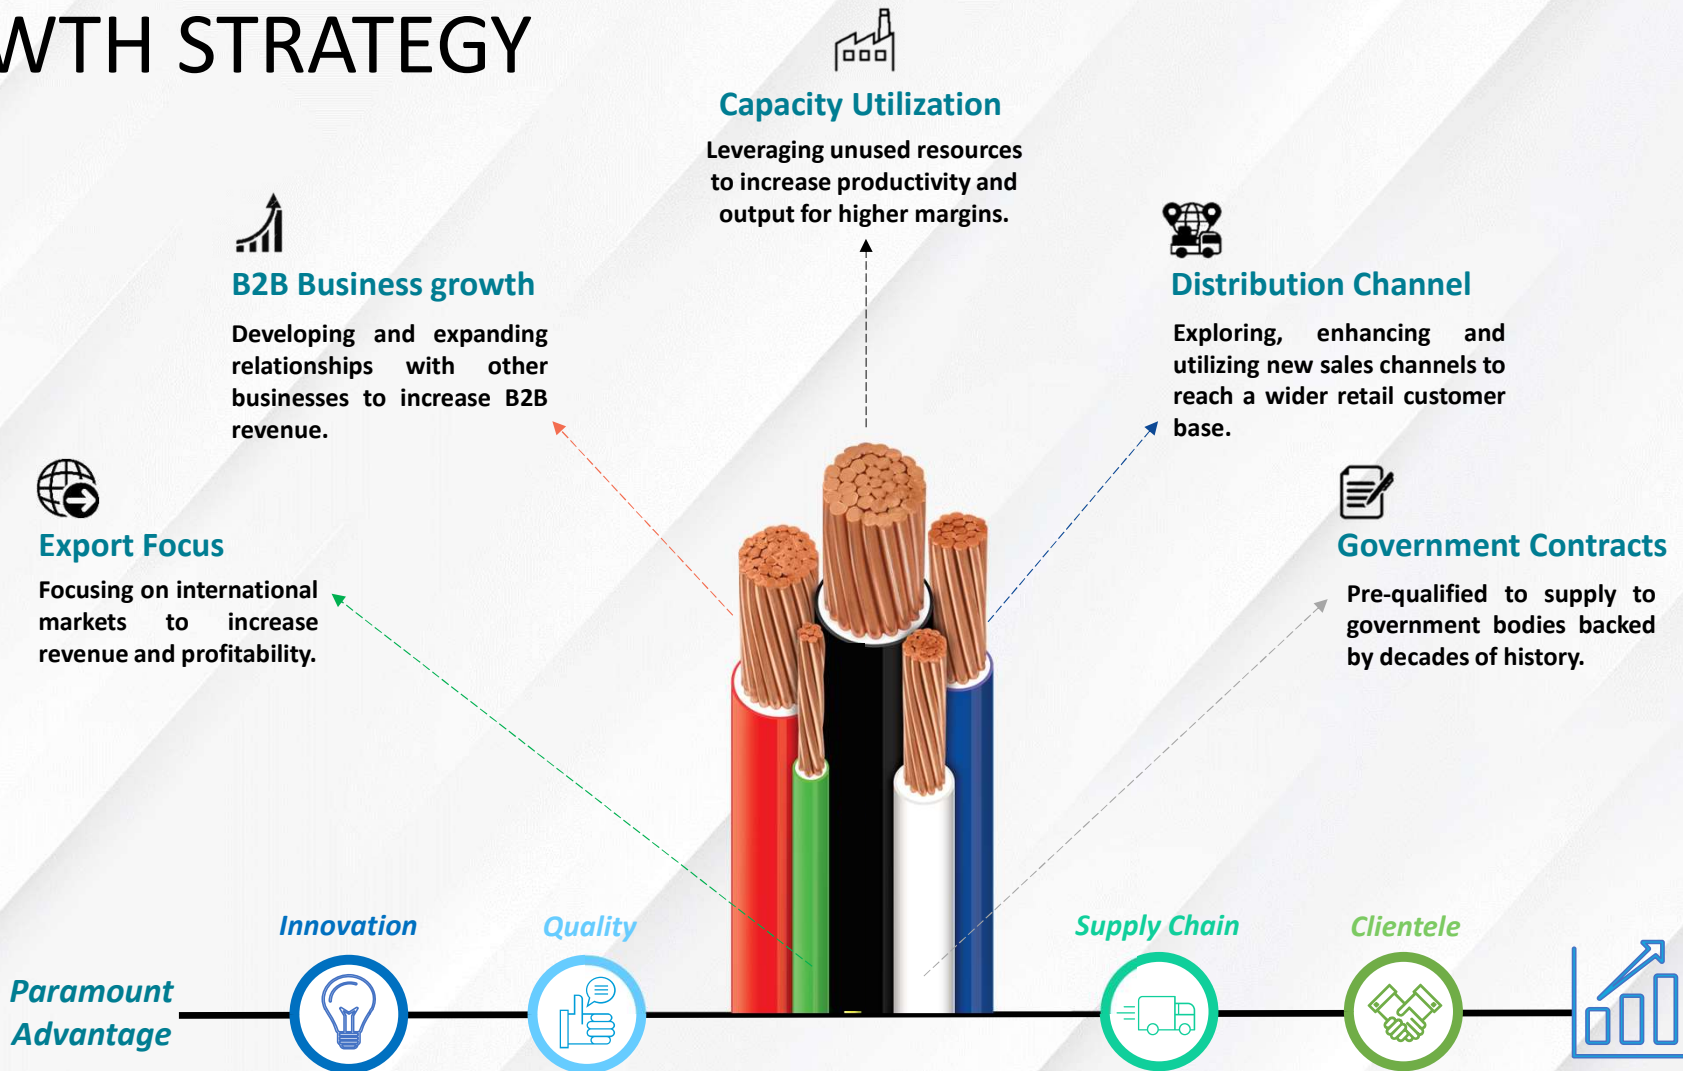 WTH STRATEGY
Capacity Utilization
Leveraging unused resources
to increase productivity and
output for higher margins.
B2B Business growth
Developing and expanding
relationships with other
businesses to increase B2B
revenue.
Distribution Channel
Exploring, enhancing and
utilizing new sales channels to
reach a wider retail customer
base.
Export Focus
Focusing on international
markets to increase
revenue and profitability.
Government Contracts
Pre-qualified to supply to
government bodies backed
by decades of history.
Innovation
Quality
Supply Chain
Clientele
Paramount
Advantage